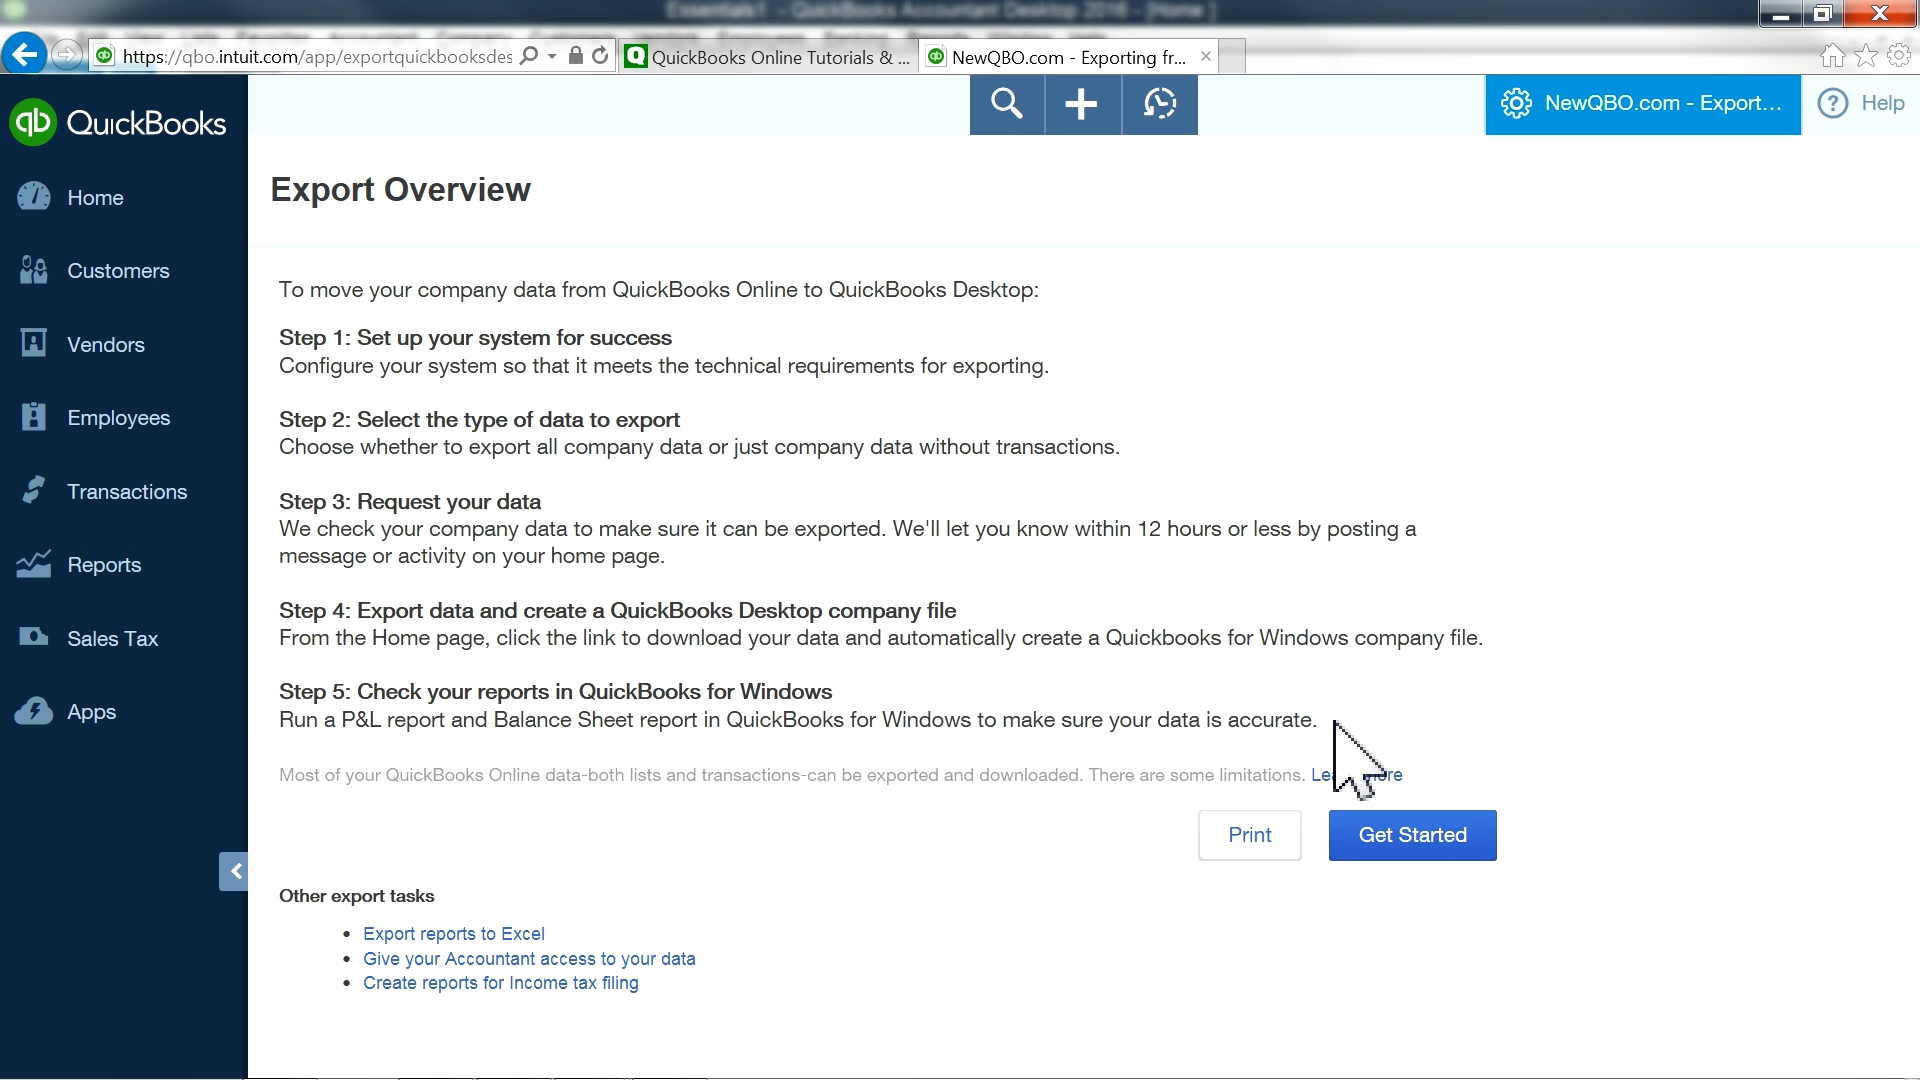 Essentials1 - QuickBooks Accountant Desktop 2016 - [Home ]
https://qbo.intuit.com/app/exportquickbooksdes
QuickBooks Online Tutorials & ...
NewQBO.com - Exporting fr...
qb QuickBooks
NewQBO.com - Export...
? Help
Home
Customers
Vendors
Employees
Transactions
Reports
Sales Tax
Apps
Export Overview
To move your company data from QuickBooks Online to QuickBooks Desktop:
Step 1: Set up your system for success
Configure your system so that it meets the technical requirements for exporting.
Step 2: Select the type of data to export
Choose whether to export all company data or just company data without transactions.
Step 3: Request your data
We check your company data to make sure it can be exported. We'll let you know within 12 hours or less by posting a
message or activity on your home page.
Step 4: Export data and create a QuickBooks Desktop company file
From the Home page, click the link to download your data and automatically create a Quickbooks for Windows company file.
Step 5: Check your reports in QuickBooks for Windows
Run a P&L report and Balance Sheet report in QuickBooks for Windows to make sure your data is accurate.
Most of your QuickBooks Online data-both lists and transactions-can be exported and downloaded. There are some limitations.
Print
Get Started
Other export tasks
• Export reports to Excel
• Give your Accountant access to your data
• Create reports for Income tax filing